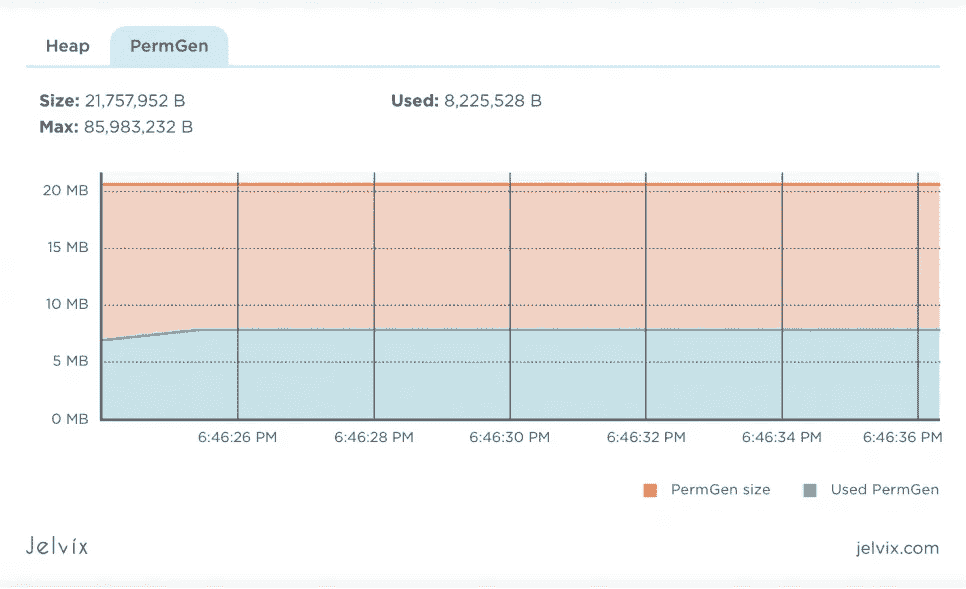 Heap PermGen
Size: 21,757,952 B Used: 8,225,528 B
Max: 85,983,232 B
20 MB
15 MB
10 MB
5 MB
0 MB
6:46:26 PM 6:46:28 PM 6:46:30 PM 6:46:32 PM 6:46:34 PM 6:46:36 PM
PermGen size Used PermGen
Jelvix jelvix.com